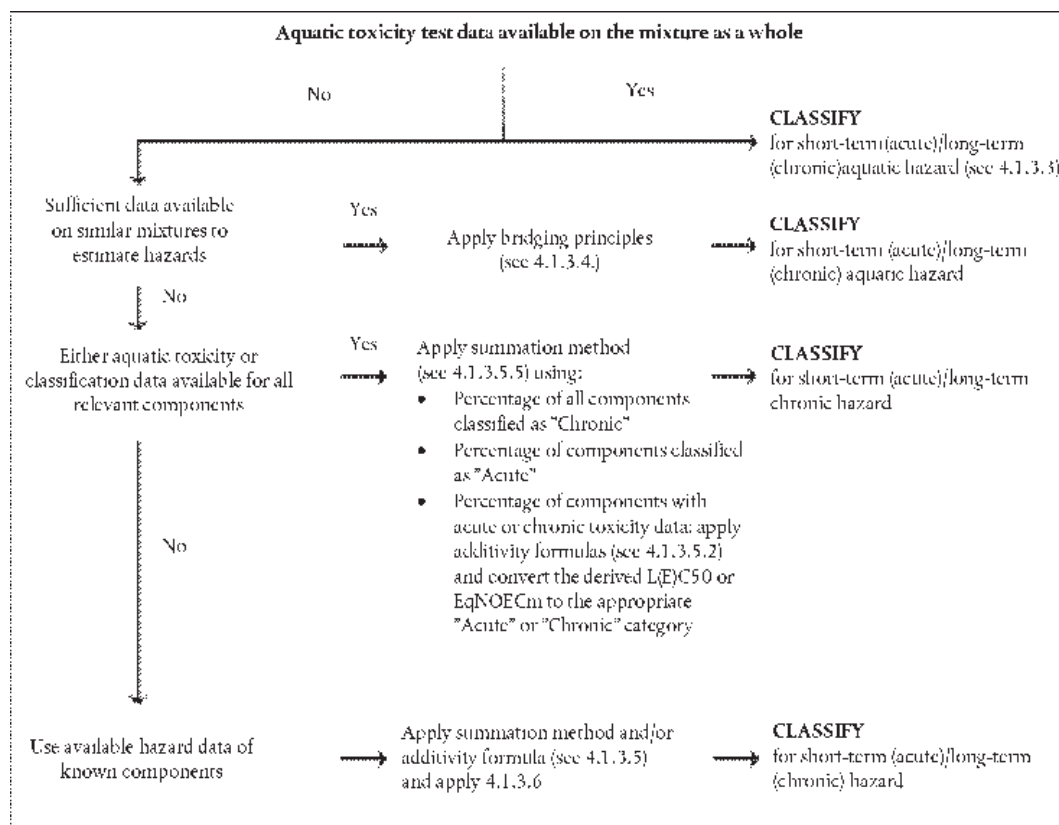 Aquatic toxicity test data available on the mixture as a whole
No
Yes
CLASSIFY
for short-term (acute)/long-term
(chronic)aquatic hazard (see 4.1.3.3)
Sufficient data available
on similar mixtures to
estimate hazards
Yes
Apply bridging principles
(see 4.1.3.4.)
CLASSIFY
for short-term (acute)/long-term
(chronic) aquatic hazard
No
Either aquatic toxicity or
classification data available for all
relevant components
Yes
Apply summation method
(see 4.1.3.5.5) using:
• Percentage of all components
classified as "Chronic"
• Percentage of components classified
as "Acute"
• Percentage of components with
acute or chronic toxicity data: apply
additivity formulas (see 4.1.3.5.2)
and convert the derived L(E)C50 or
EqNOECm to the appropriate
"Acute" or "Chronic" category
CLASSIFY
for short-term (acute)/long-term
chronic hazard
No
Use available hazard data of
known components
Apply summation method and/or
additivity formula (see 4.1.3.5)
and apply 4.1.3.6
CLASSIFY
for short-term (acute)/long-term
(chronic) hazard